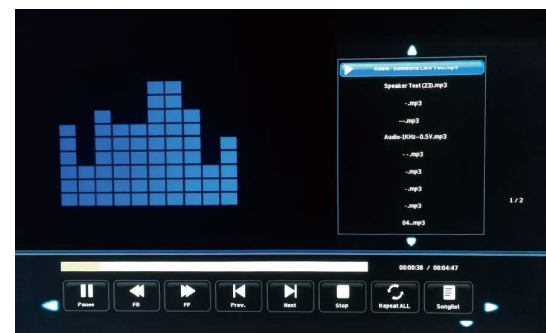 Audio - Someone Like You.mp3
Speaker Test (23).mp3
-.mp3
---.mp3
Audio-1KHz--0.5V.mp3
- -.mp3
-.mp3
-.mp3
-.mp3
04..mp3
1/2
00:00:38 / 00:04:47
Pause
FB
FF
Prev.
Next
Stop
Repeat ALL
Songlist